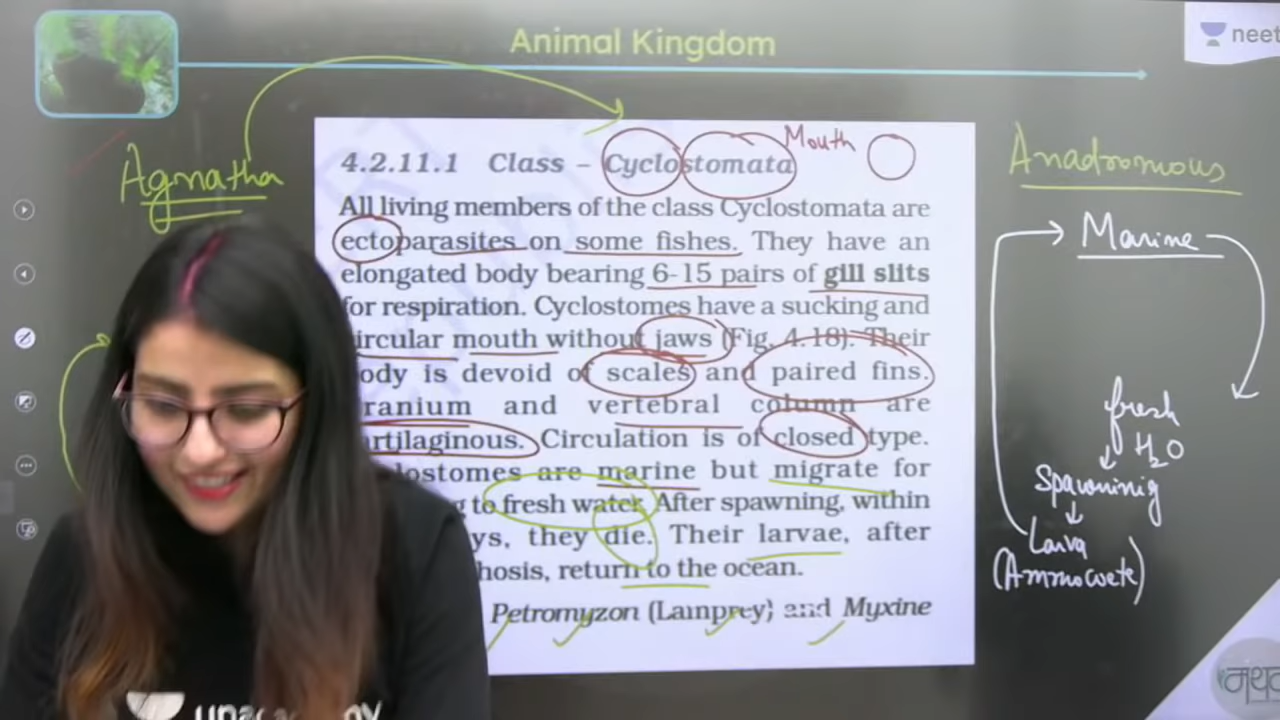 Animal Kingdom
neet
Agnatha
4.2.11.1 Class – Cyclostomata
Mouth
All living members of the class Cyclostomata are
ectoparasites on some fishes. They have an
elongated body bearing 6-15 pairs of gill slits
for respiration. Cyclostomes have a sucking and
ircular mouth without jaws (Fig. 4.18). Their
ody is devoid of scales and paired fins.
ranium and vertebral column are
artilaginous. Circulation is of closed type.
lostomes are marine but migrate for
g to fresh water. After spawning, within
ys, they die. Their larvae, after
hosis, return to the ocean.
Petromyzon (Lamprey) and Myxine
Anadromous
Marine
fresh
H2O
Spawninig
Larva
(Ammocoete)
unacademy
मथन